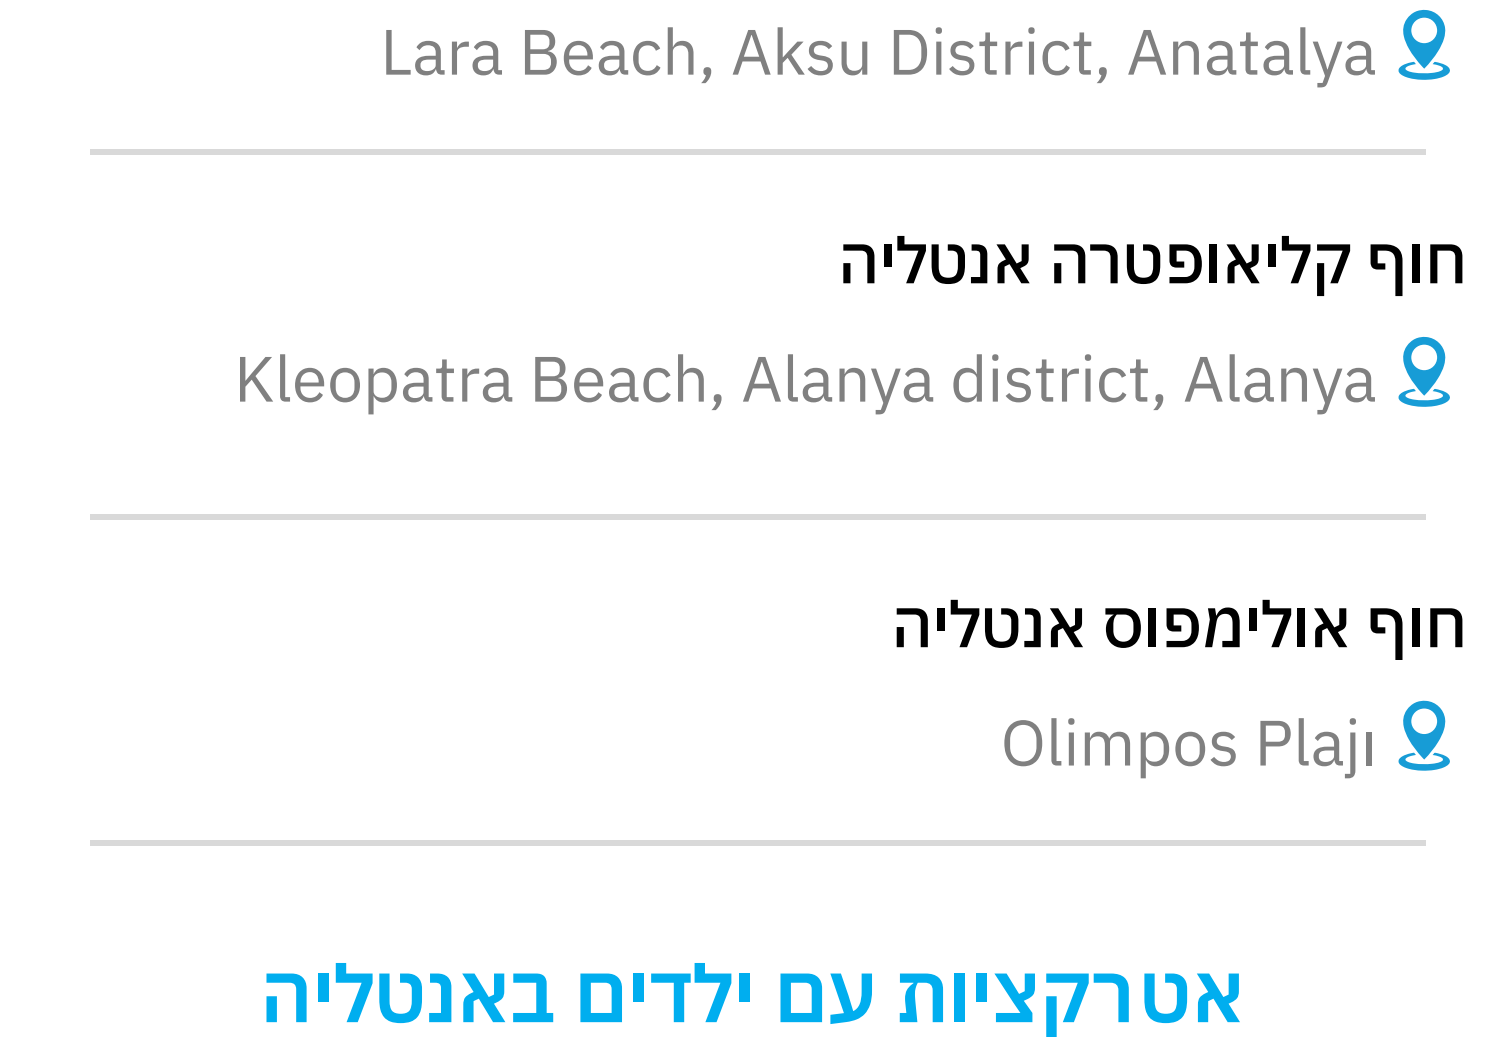 Lara Beach, Aksu District, Anatalya
חוף קליאופטרה אנטליה
Kleopatra Beach, Alanya district, Alanya
חוף אולימפוס אנטליה
Olimpos Plajı
אטרקציות עם ילדים באנטליה